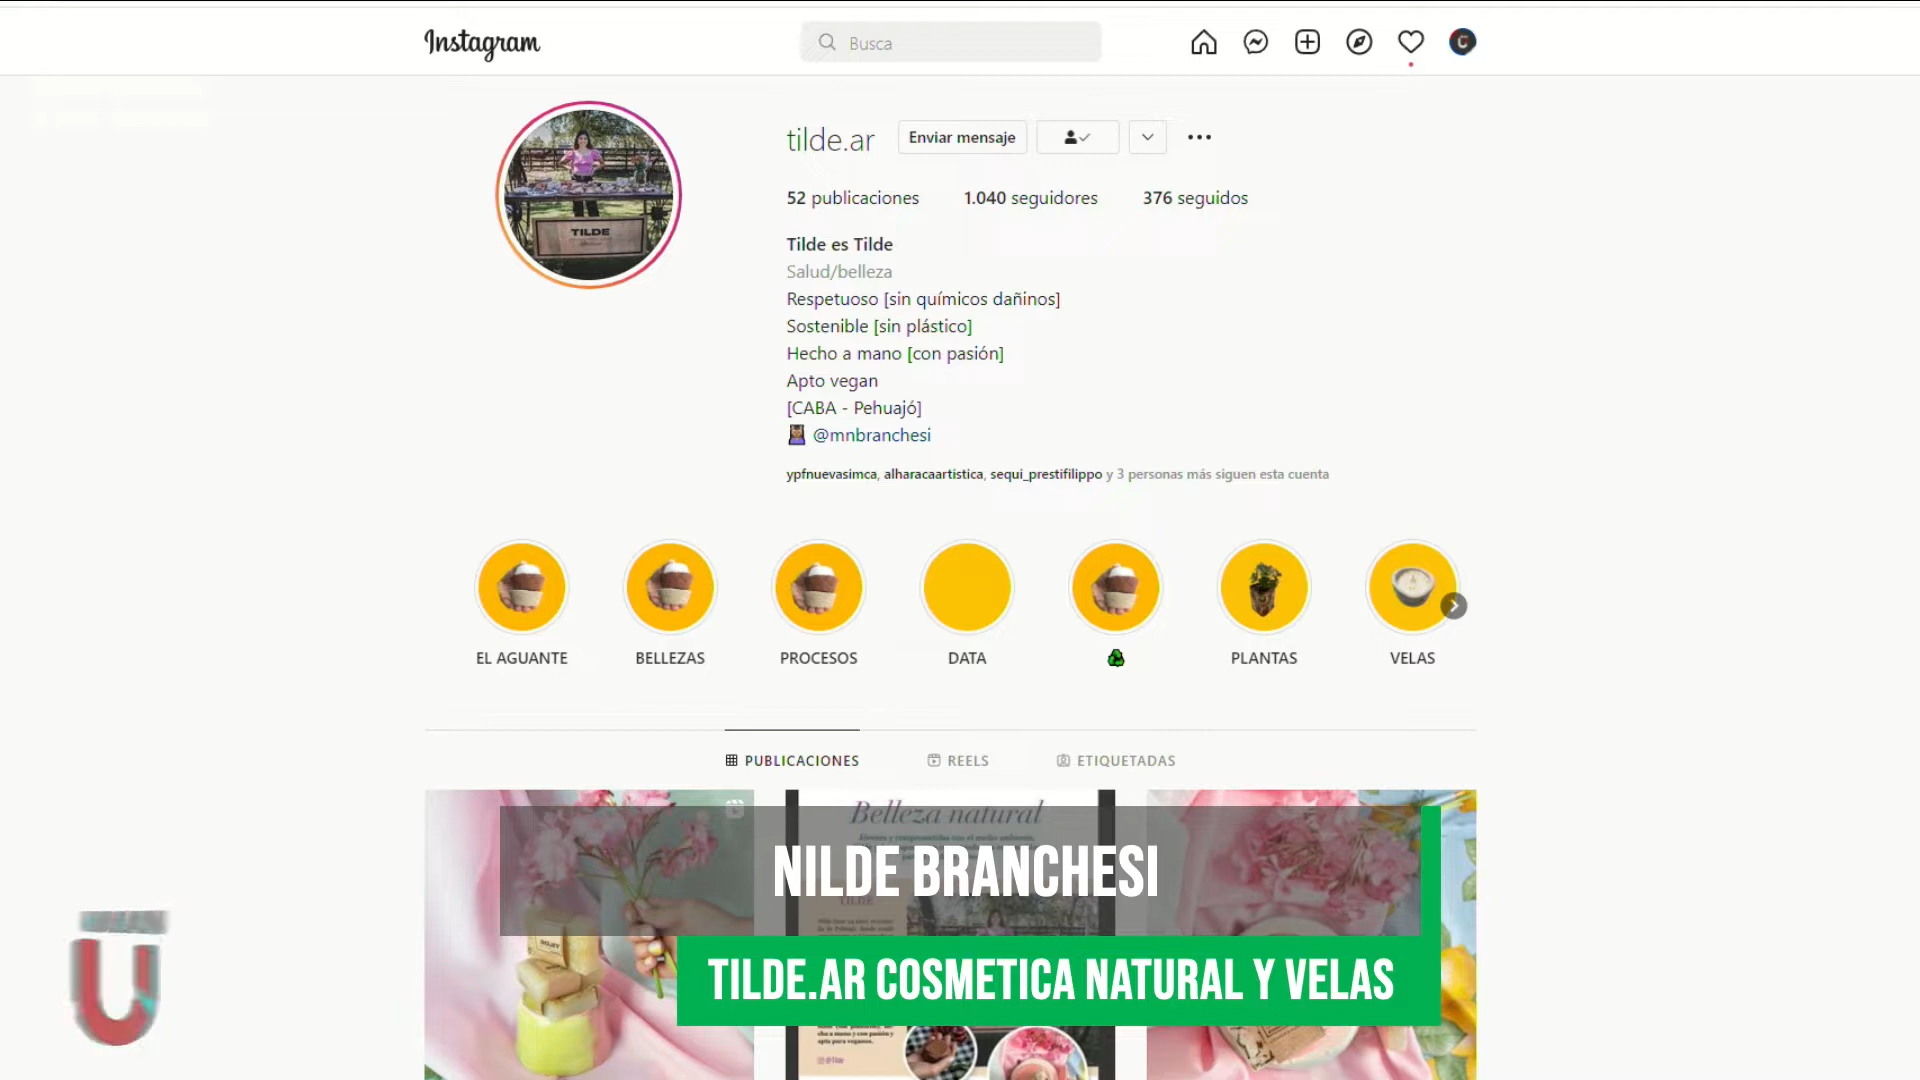 Instagram
Busca
tilde.ar
Enviar mensaje
52 publicaciones
1.040 seguidores
376 seguidos
Tilde es Tilde
Salud/belleza
Respetuoso [sin químicos dañinos]
Sostenible [sin plástico]
Hecho a mano [con pasión]
Apto vegan
[CABA - Pehuajó]
@mnbranchesi
ypfnuevasimca, alharacaartistica, sequi_prestifilippo y 3 personas más siguen esta cuenta
TILDE
EL AGUANTE
BELLEZAS
PROCESOS
DATA
PLANTAS
VELAS
PUBLICACIONES
REELS
ETIQUETADAS
Belleza natural
TILDE
NILDE BRANCHESI
TILDE.AR COSMETICA NATURAL Y VELAS
U